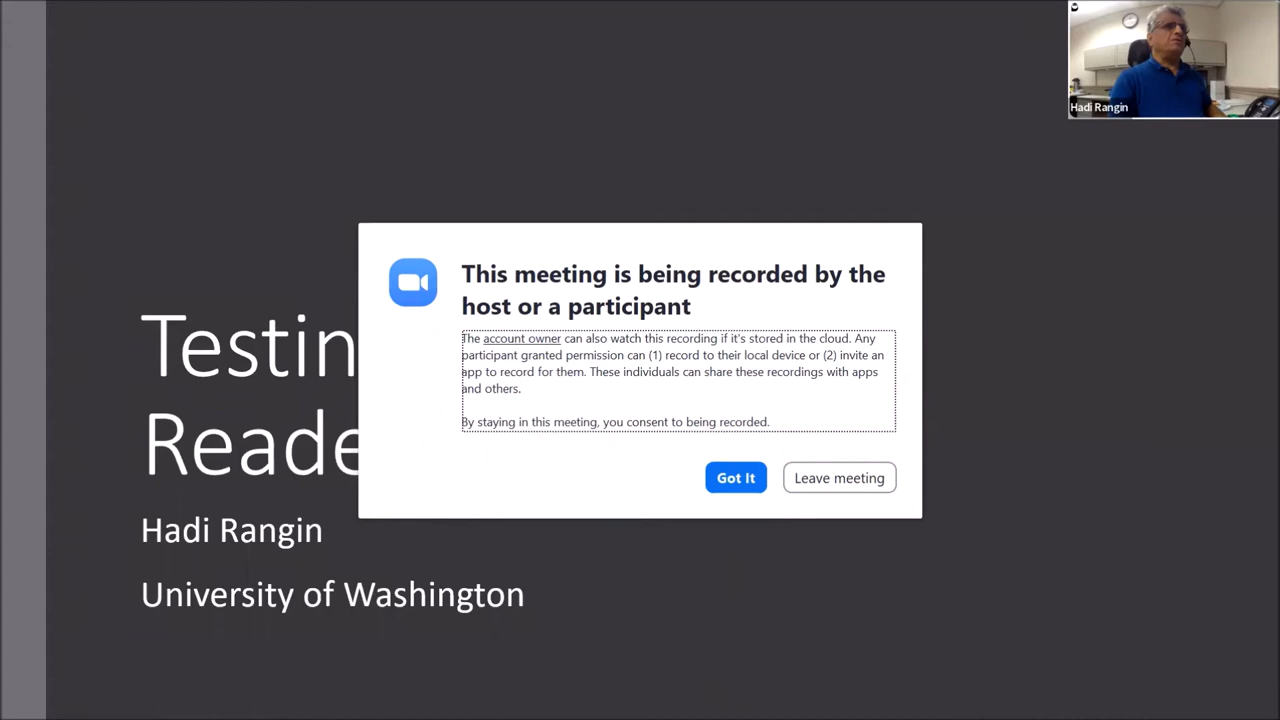 Hadi Rangin
This meeting is being recorded by the
host or a participant
The account owner can also watch this recording if it's stored in the cloud. Any
participant granted permission can (1) record to their local device or (2) invite an
app to record for them. These individuals can share these recordings with apps
and others.
By staying in this meeting, you consent to being recorded.
Got It
Leave meeting
Testin
Reade
Hadi Rangin
University of Washington